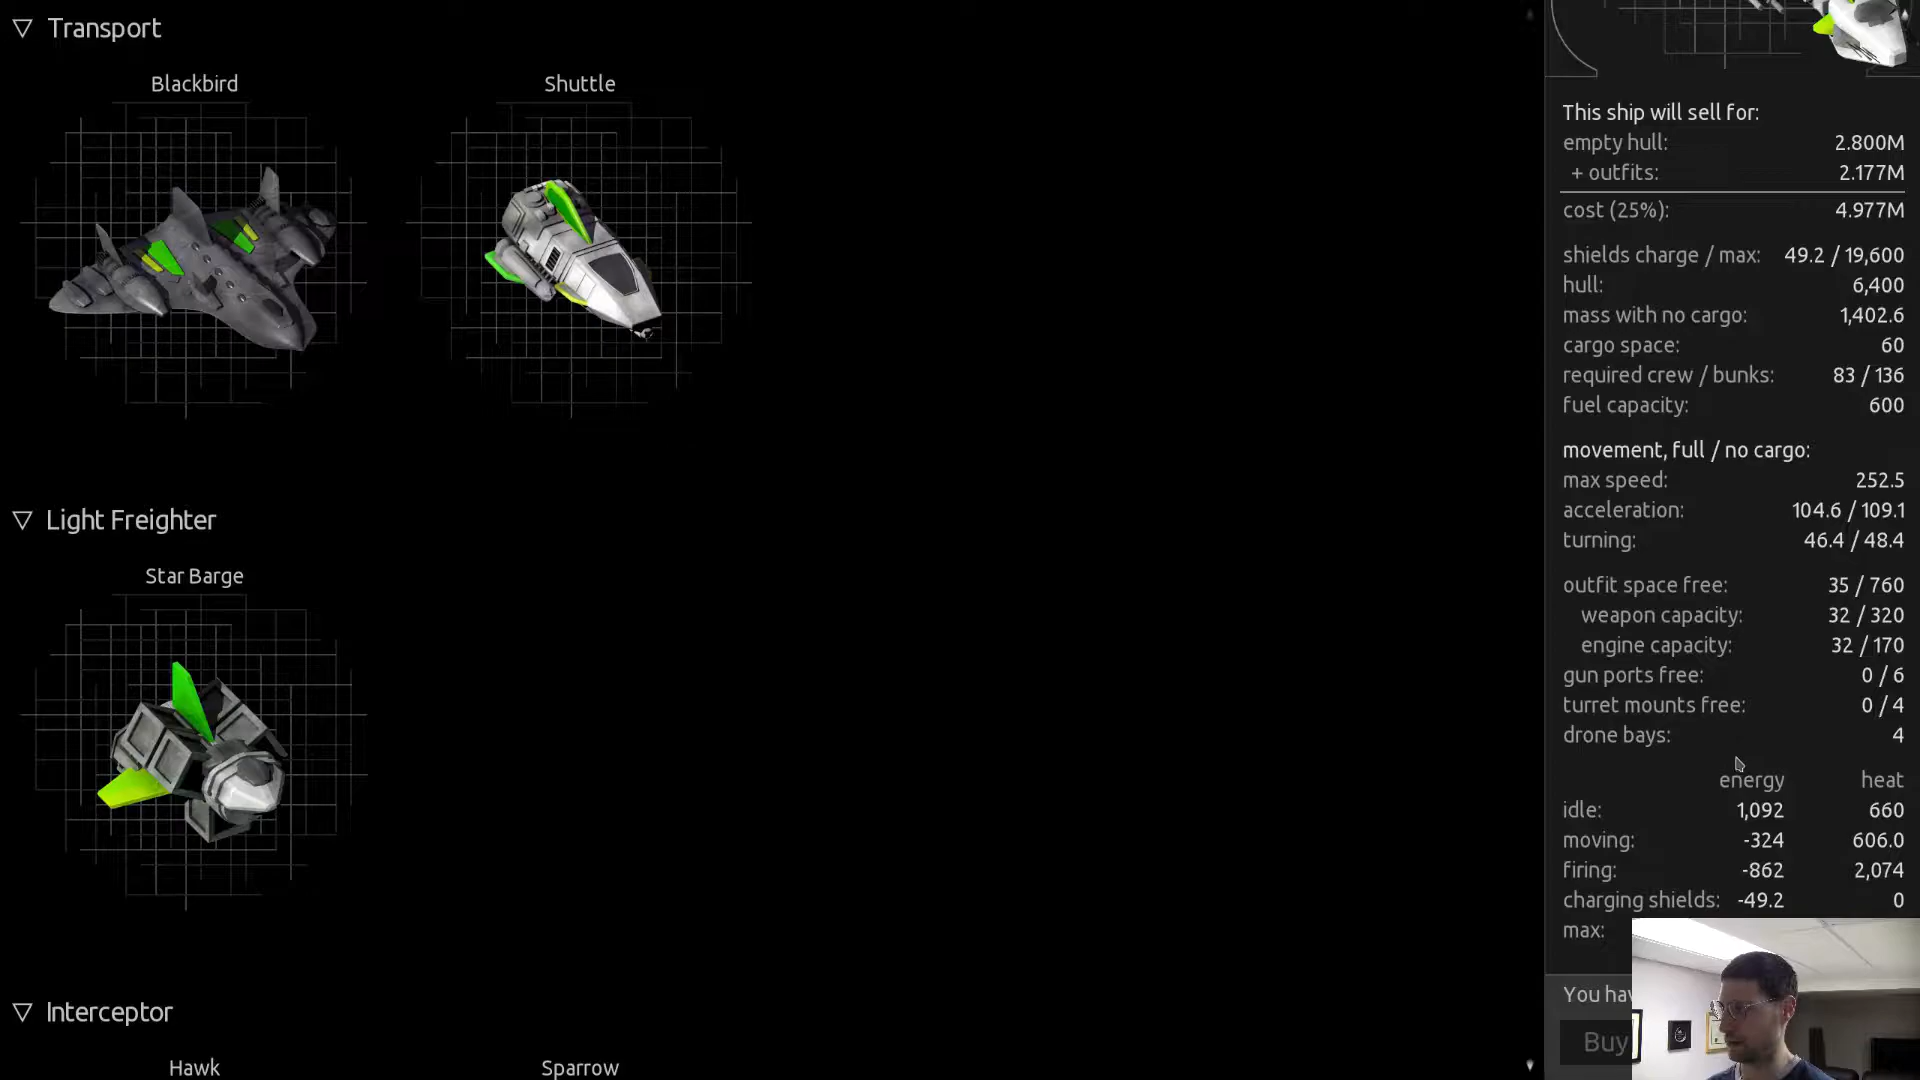 Transport
Blackbird
Shuttle
Light Freighter
Star Barge
Interceptor
Hawk
Sparrow
This ship will sell for:
empty hull: 2.800M
+ outfits: 2.177M
cost (25%): 4.977M
shields charge / max: 49.2 / 19,600
hull: 6,400
mass with no cargo: 1,402.6
cargo space: 60
required crew / bunks: 83 / 136
fuel capacity: 600
movement, full / no cargo:
max speed: 252.5
acceleration: 104.6 / 109.1
turning: 46.4 / 48.4
outfit space free: 35 / 760
weapon capacity: 32 / 320
engine capacity: 32 / 170
gun ports free: 0 / 6
turret mounts free: 0 / 4
drone bays: 4
energy heat
idle: 1,092 660
moving: -324 606.0
firing: -862 2,074
charging shields: -49.2 0
max:
You hav
Buy